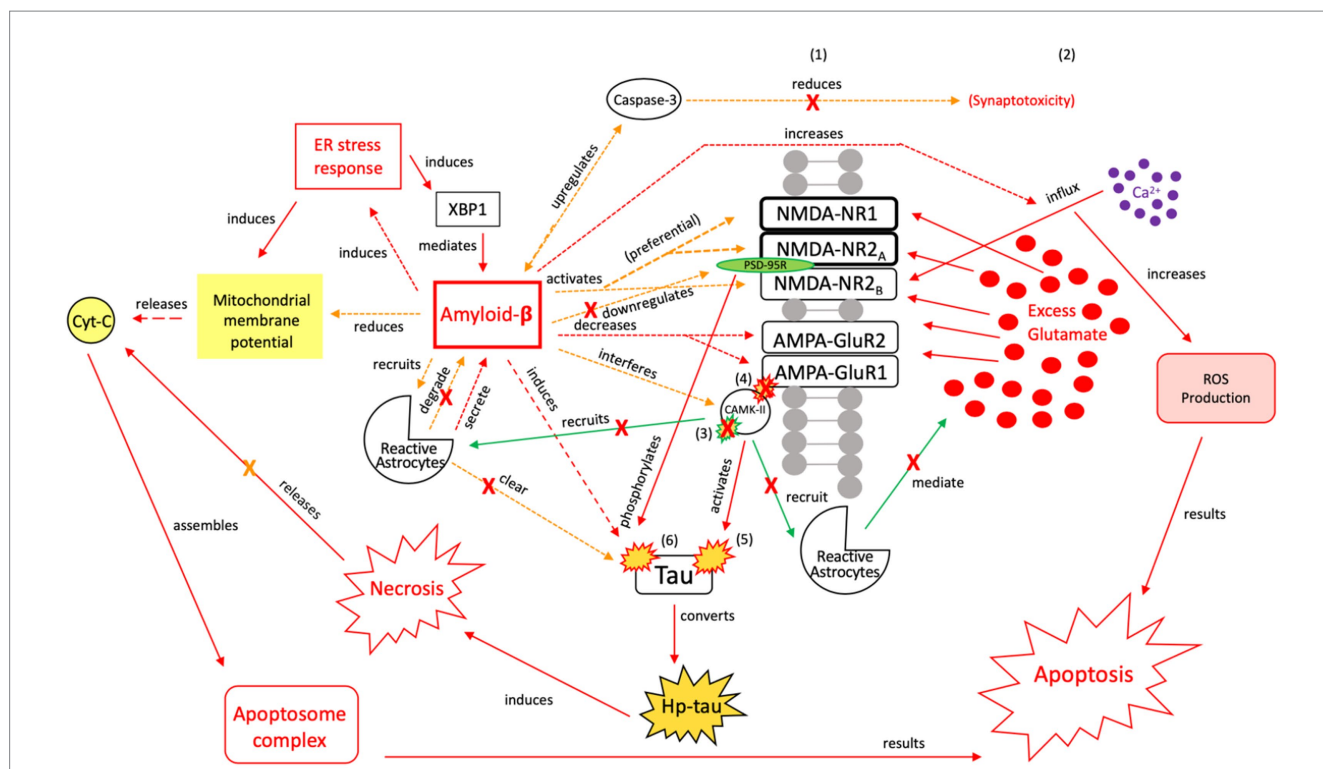 (1)
(2)
reduces
Caspase-3
X
(Synaptotoxicity)
increases
ER stress
response
induces
upregulates
influx
Ca2+
XBP1
NMDA-NR1
induces
mediates
(preferential)
induces
NMDA-NR2A
PSD-95R
activates
NMDA-NR2B
increases
releases
Mitochondrial
membrane
potential
Cyt-C
Amyloid-β
X
downregulates
Excess
Glutamate
reduces
decreases
AMPA-GluR2
recruits
degrade
X
secrete
interferes
AMPA-GluR1
induces
(4)
X
ROS
Production
CAMK-II
(3)
X
recruits
X
Reactive
Astrocytes
X
clear
X
mediate
X
recruit
releases
phosphorylates
activates
assembles
results
X
(6)
(5)
Reactive
Astrocytes
Tau
Necrosis
converts
Apoptosis
induces
Hp-tau
Apoptosome
complex
results